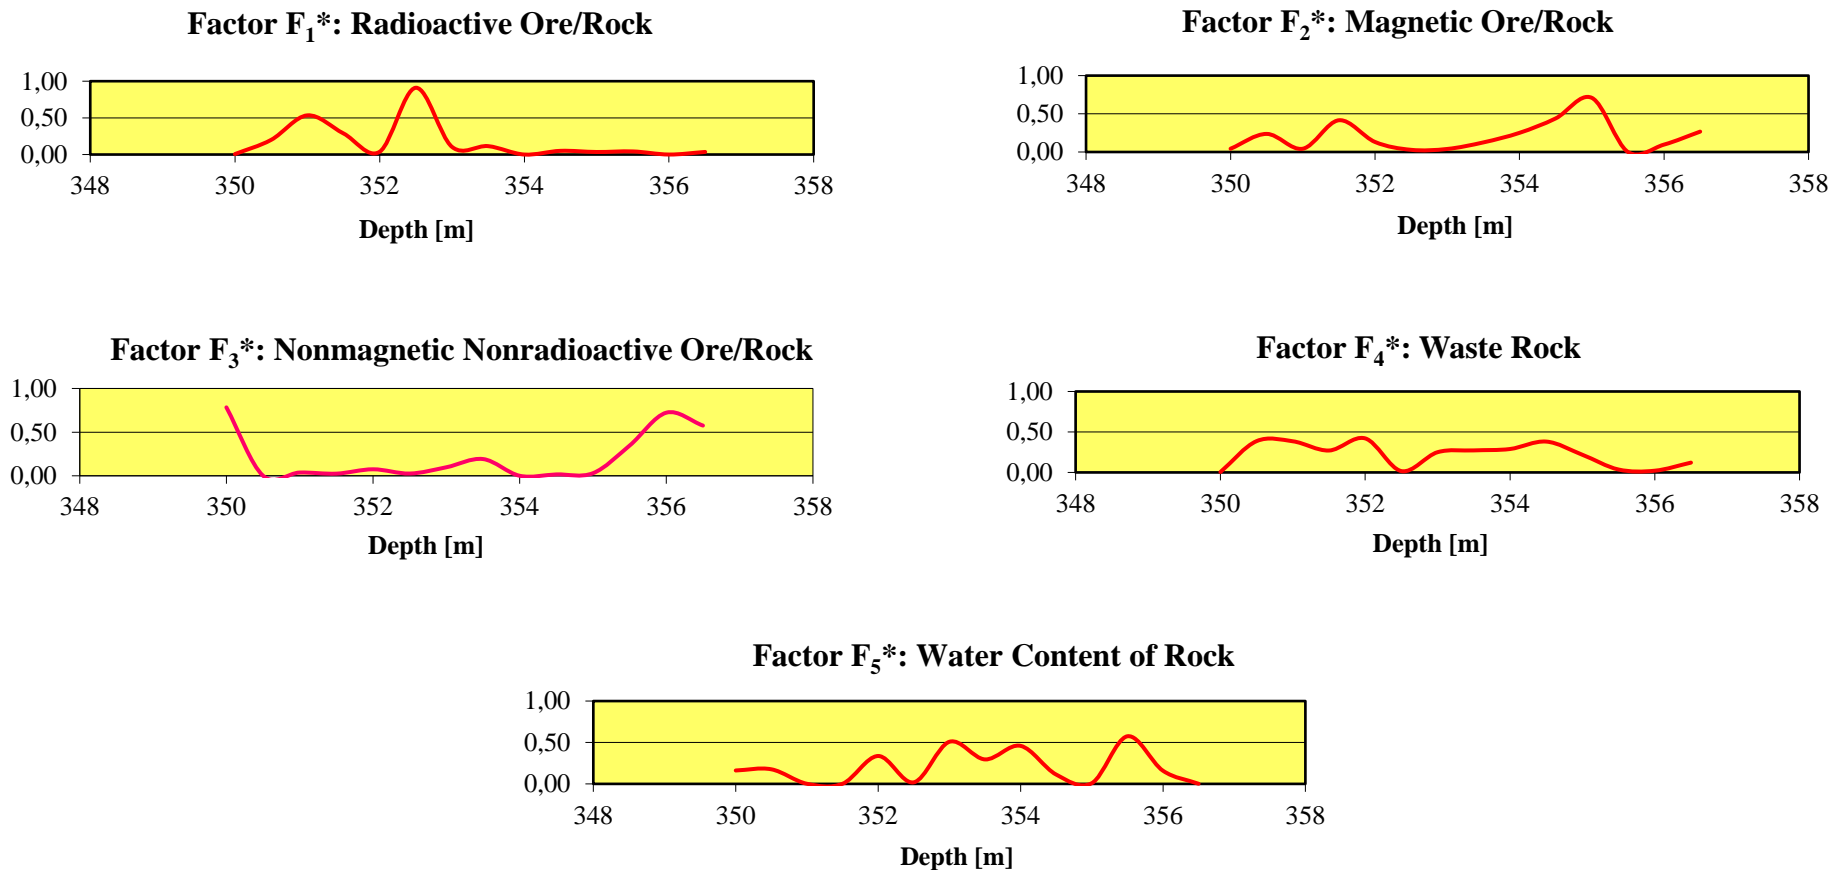 Factor F₁*: Radioactive Ore/Rock
1,00
0,50
0,00
348 350 352 354 356 358
Depth [m]
Factor F₂*: Magnetic Ore/Rock
1,00
0,50
0,00
348 350 352 354 356 358
Depth [m]
Factor F₃*: Nonmagnetic Nonradioactive Ore/Rock
1,00
0,50
0,00
348 350 352 354 356 358
Depth [m]
Factor F₄*: Waste Rock
1,00
0,50
0,00
348 350 352 354 356 358
Depth [m]
Factor F₅*: Water Content of Rock
1,00
0,50
0,00
348 350 352 354 356 358
Depth [m]